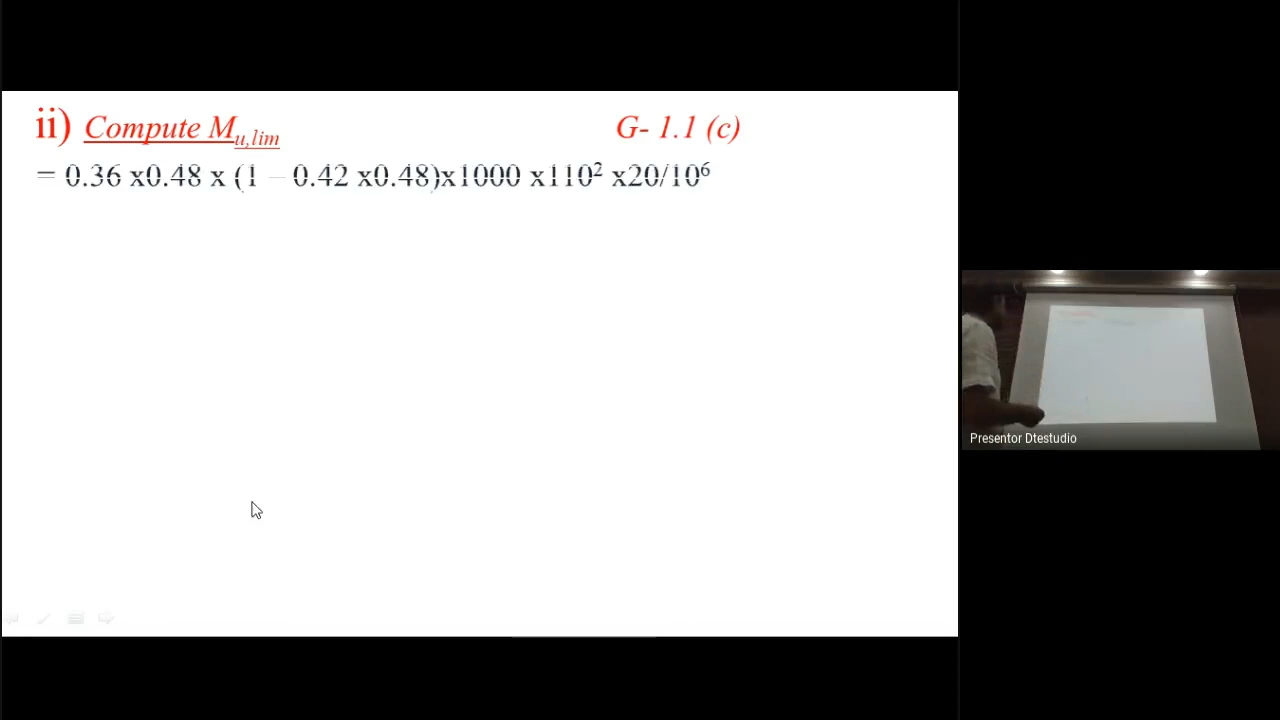 ii) Compute Mu,lim G- 1.1 (c)
= 0.36 x0.48 x (1 – 0.42 x0.48)x1000 x110² x20/10⁶
Presentor Dtestudio